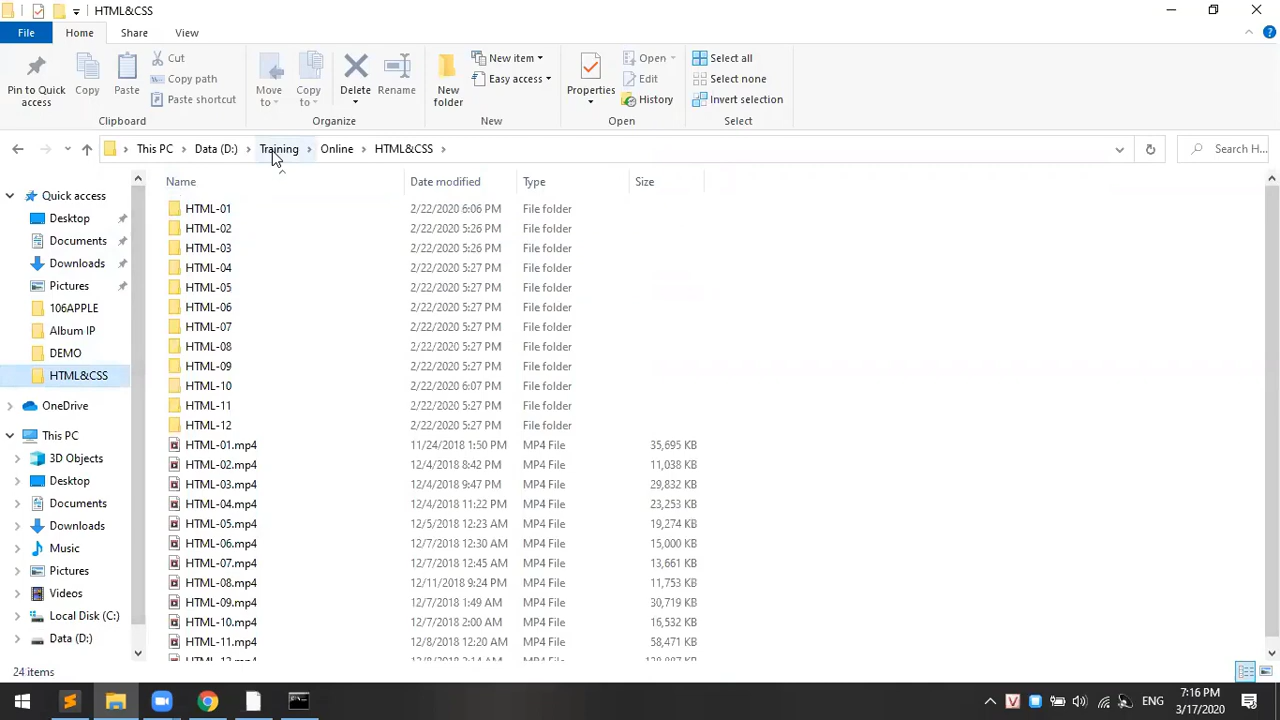 HTML&CSS
File Home Share View
Pin to Quick access
Copy
Paste
Cut
Copy path
Paste shortcut
Move to
Copy to
Delete
Rename
New folder
New item
Easy access
Properties
Open
Edit
History
Select all
Select none
Invert selection
Clipboard Organize New Open Select
This PC Data (D:) Training Online HTML&CSS Search H...
Name Date modified Type Size
Quick access
Desktop
Documents
Downloads
Pictures
106APPLE
Album IP
DEMO
HTML&CSS
OneDrive
This PC
3D Objects
Desktop
Documents
Downloads
Music
Pictures
Videos
Local Disk (C:)
Data (D:)
HTML-01 2/22/2020 6:06 PM File folder
HTML-02 2/22/2020 5:26 PM File folder
HTML-03 2/22/2020 5:26 PM File folder
HTML-04 2/22/2020 5:27 PM File folder
HTML-05 2/22/2020 5:27 PM File folder
HTML-06 2/22/2020 5:27 PM File folder
HTML-07 2/22/2020 5:27 PM File folder
HTML-08 2/22/2020 5:27 PM File folder
HTML-09 2/22/2020 5:27 PM File folder
HTML-10 2/22/2020 6:07 PM File folder
HTML-11 2/22/2020 5:27 PM File folder
HTML-12 2/22/2020 5:27 PM File folder
HTML-01.mp4 11/24/2018 1:50 PM MP4 File 35,695 KB
HTML-02.mp4 12/4/2018 8:42 PM MP4 File 11,038 KB
HTML-03.mp4 12/4/2018 9:47 PM MP4 File 29,832 KB
HTML-04.mp4 12/4/2018 11:22 PM MP4 File 23,253 KB
HTML-05.mp4 12/5/2018 12:23 AM MP4 File 19,274 KB
HTML-06.mp4 12/7/2018 12:30 AM MP4 File 15,000 KB
HTML-07.mp4 12/7/2018 12:45 AM MP4 File 13,661 KB
HTML-08.mp4 12/11/2018 9:24 PM MP4 File 11,753 KB
HTML-09.mp4 12/7/2018 1:49 AM MP4 File 30,719 KB
HTML-10.mp4 12/7/2018 2:00 AM MP4 File 16,532 KB
HTML-11.mp4 12/8/2018 12:20 AM MP4 File 58,471 KB
24 items
ENG
7:16 PM
3/17/2020